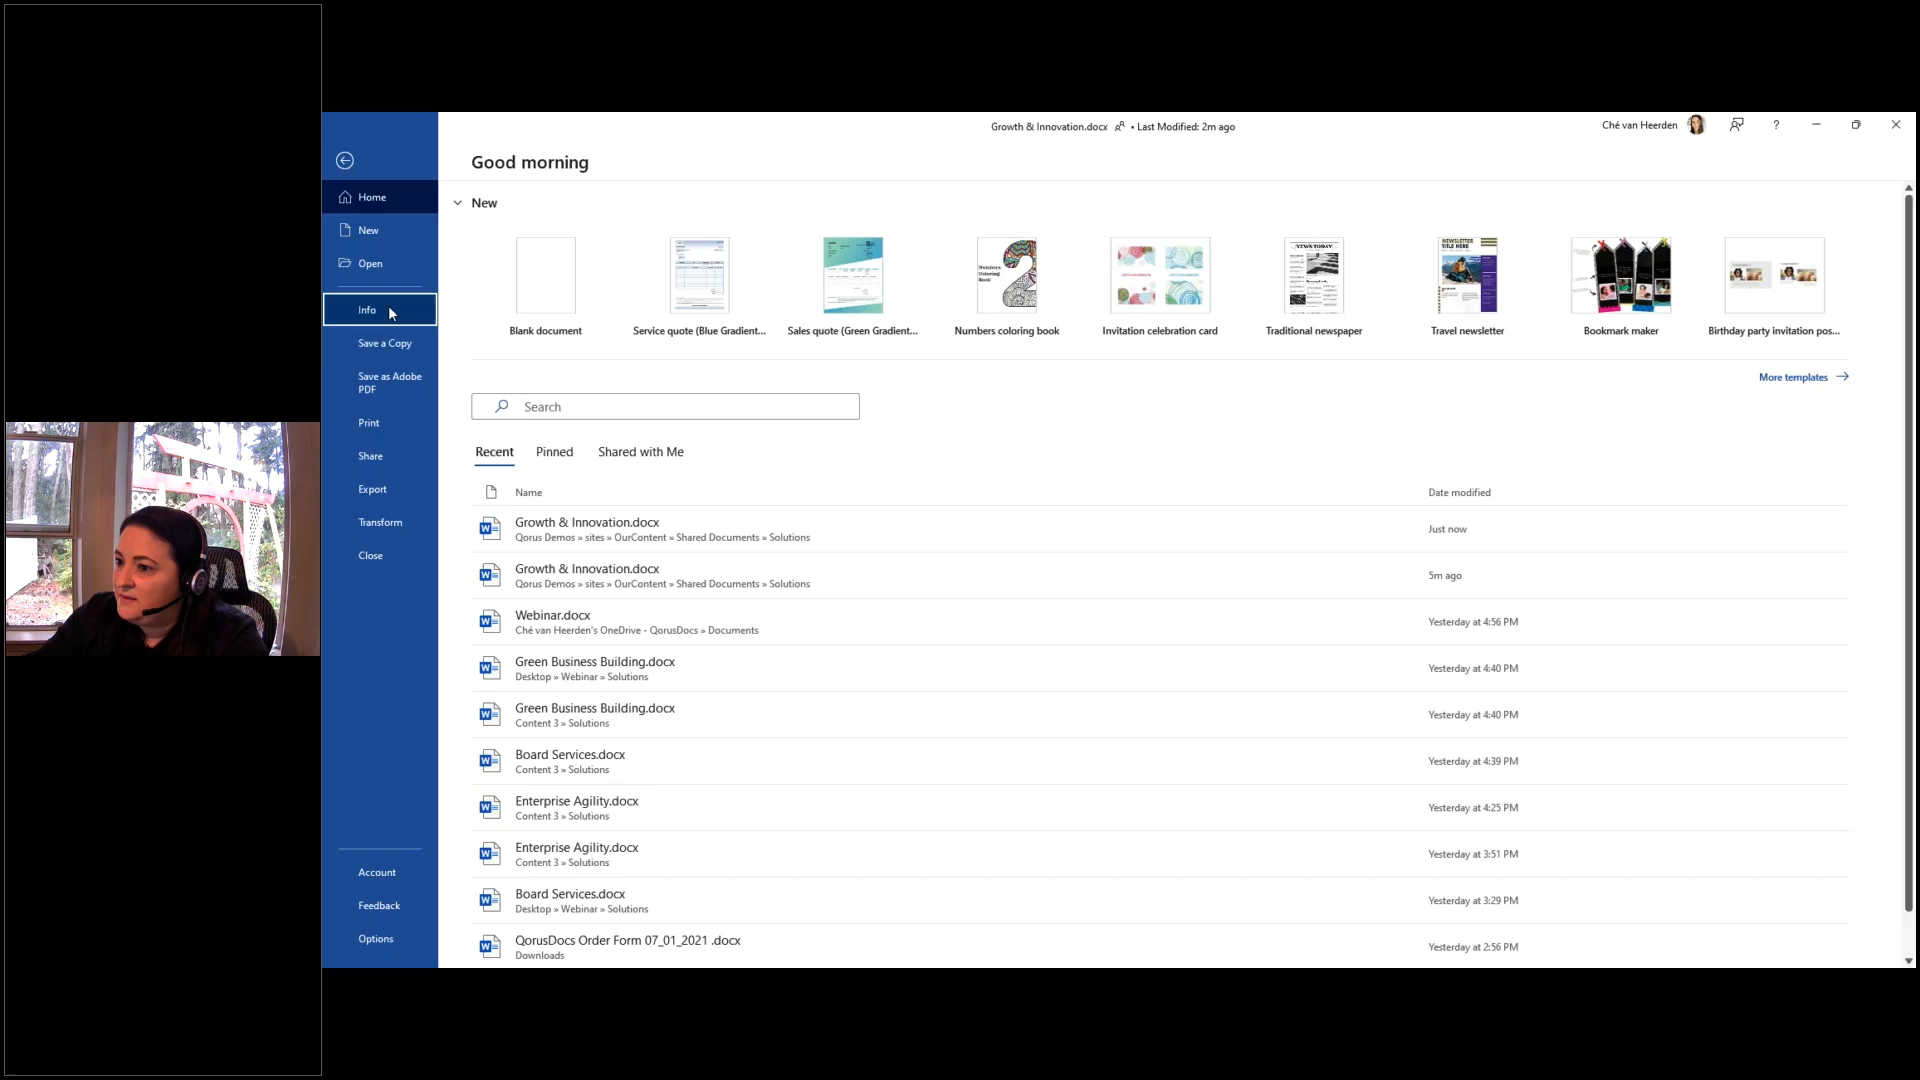 Growth & Innovation.docx • Last Modified: 2m ago
Ché van Heerden
?
Good morning
Home
New
Open
Info
Save a Copy
Save as Adobe
PDF
Print
Share
Export
Transform
Close
Account
Feedback
Options
New
NEWS TODAY
NEWSLETTER
TITLE HERE
Numbers
Coloring
Book
2
Blank document
Service quote (Blue Gradient...
Sales quote (Green Gradient...
Numbers coloring book
Invitation celebration card
Traditional newspaper
Travel newsletter
Bookmark maker
Birthday party invitation pos...
More templates
Search
Recent Pinned Shared with Me
Name Date modified
Growth & Innovation.docx
Qorus Demos » sites » OurContent » Shared Documents » Solutions
Just now
Growth & Innovation.docx
Qorus Demos » sites » OurContent » Shared Documents » Solutions
5m ago
Webinar.docx
Ché van Heerden's OneDrive - QorusDocs » Documents
Yesterday at 4:56 PM
Green Business Building.docx
Desktop » Webinar » Solutions
Yesterday at 4:40 PM
Green Business Building.docx
Content 3 » Solutions
Yesterday at 4:40 PM
Board Services.docx
Content 3 » Solutions
Yesterday at 4:39 PM
Enterprise Agility.docx
Content 3 » Solutions
Yesterday at 4:25 PM
Enterprise Agility.docx
Content 3 » Solutions
Yesterday at 3:51 PM
Board Services.docx
Desktop » Webinar » Solutions
Yesterday at 3:29 PM
QorusDocs Order Form 07_01_2021 .docx
Downloads
Yesterday at 2:56 PM